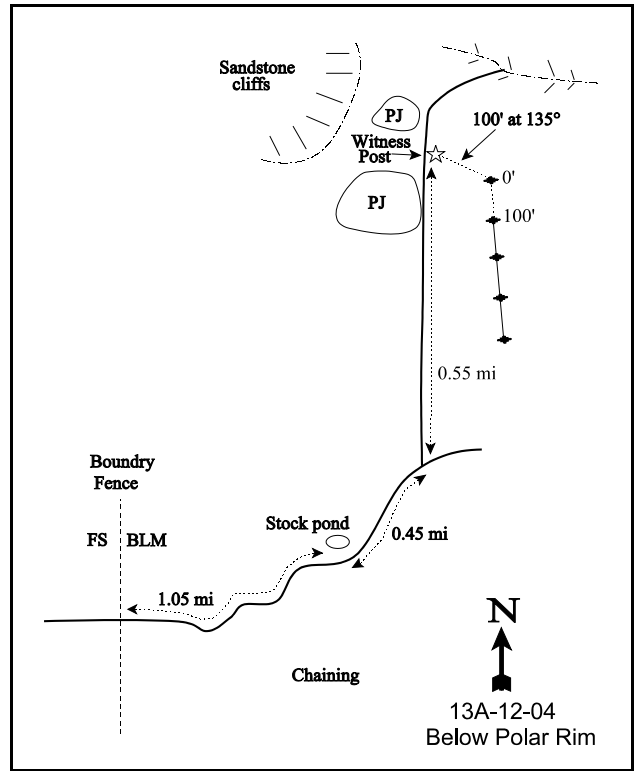 Sandstone
cliffs
PJ
100' at 135°
Witness
Post
0'
PJ
100'
0.55 mi
Boundry
Fence
Stock pond
FS
BLM
0.45 mi
1.05 mi
N
Chaining
13A-12-04
Below Polar Rim